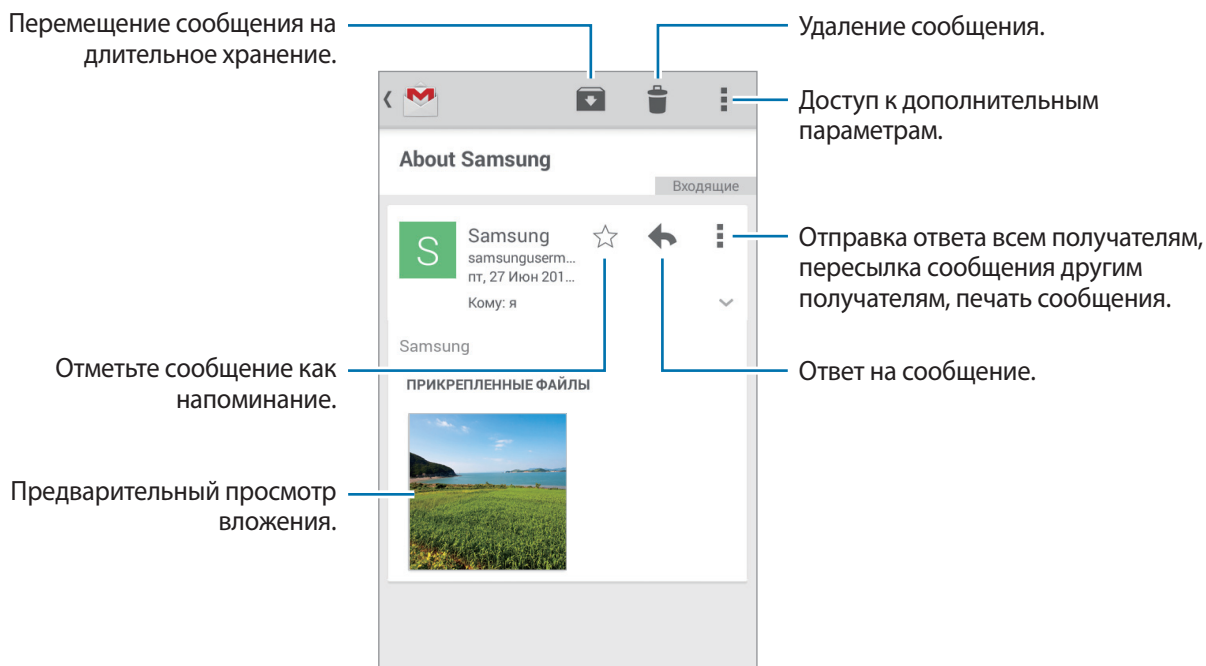 Перемещение сообщения на
длительное хранение.
Удаление сообщения.
Доступ к дополнительным
параметрам.
About Samsung
Входящие
S
Samsung
samsunguserm...
пт, 27 Июн 201...
Кому: я
Отправка ответа всем получателям,
пересылка сообщения другим
получателям, печать сообщения.
Samsung
Отметьте сообщение как
напоминание.
Ответ на сообщение.
ПРИКРЕПЛЕННЫЕ ФАЙЛЫ
Предварительный просмотр
вложения.